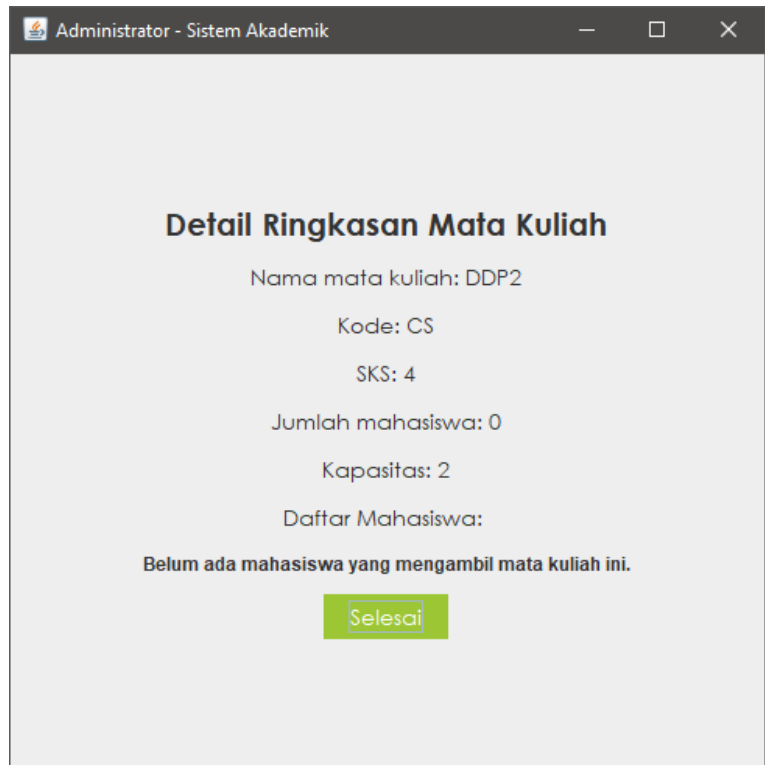 Administrator - Sistem Akademik
Detail Ringkasan Mata Kuliah
Nama mata kuliah: DDP2
Kode: CS
SKS: 4
Jumlah mahasiswa: 0
Kapasitas: 2
Daftar Mahasiswa:
Belum ada mahasiswa yang mengambil mata kuliah ini.
Selesai